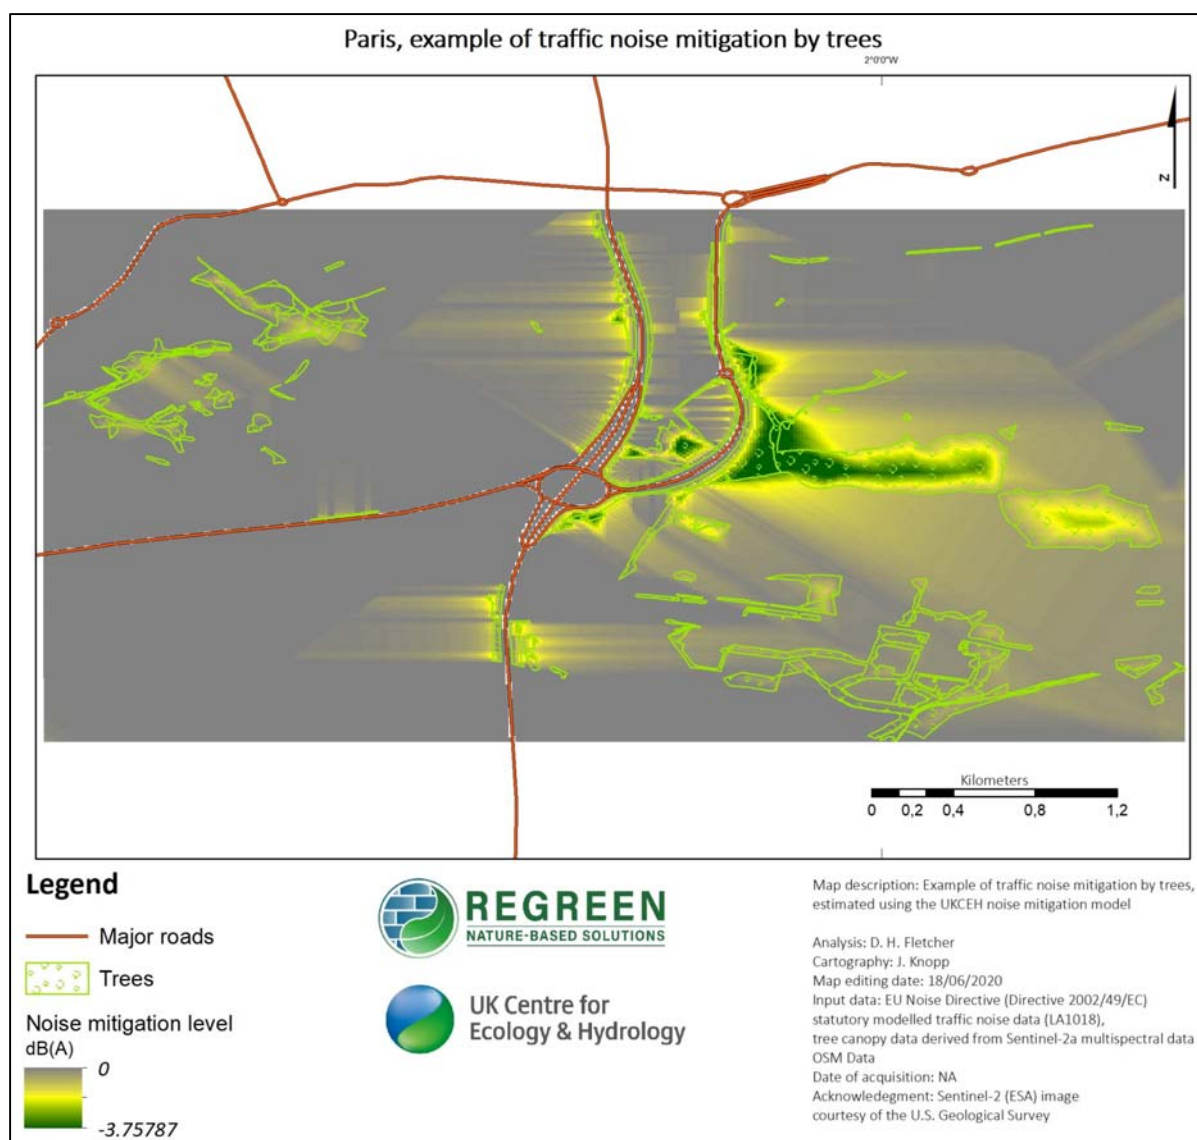 Paris, example of traffic noise mitigation by trees
2°0'0"W
N
Kilometers
0 0,2 0,4 0,8 1,2
Legend
Major roads
Trees
Noise mitigation level
dB(A)
0
-3.75787
REGREEN
NATURE-BASED SOLUTIONS
UK Centre for
Ecology & Hydrology
Map description: Example of traffic noise mitigation by trees,
estimated using the UKCEH noise mitigation model
Analysis: D. H. Fletcher
Cartography: J. Knopp
Map editing date: 18/06/2020
Input data: EU Noise Directive (Directive 2002/49/EC)
statutory modelled traffic noise data (LA1018),
tree canopy data derived from Sentinel-2a multispectral data
OSM Data
Date of acquisition: NA
Acknowledegment: Sentinel-2 (ESA) image
courtesy of the U.S. Geological Survey